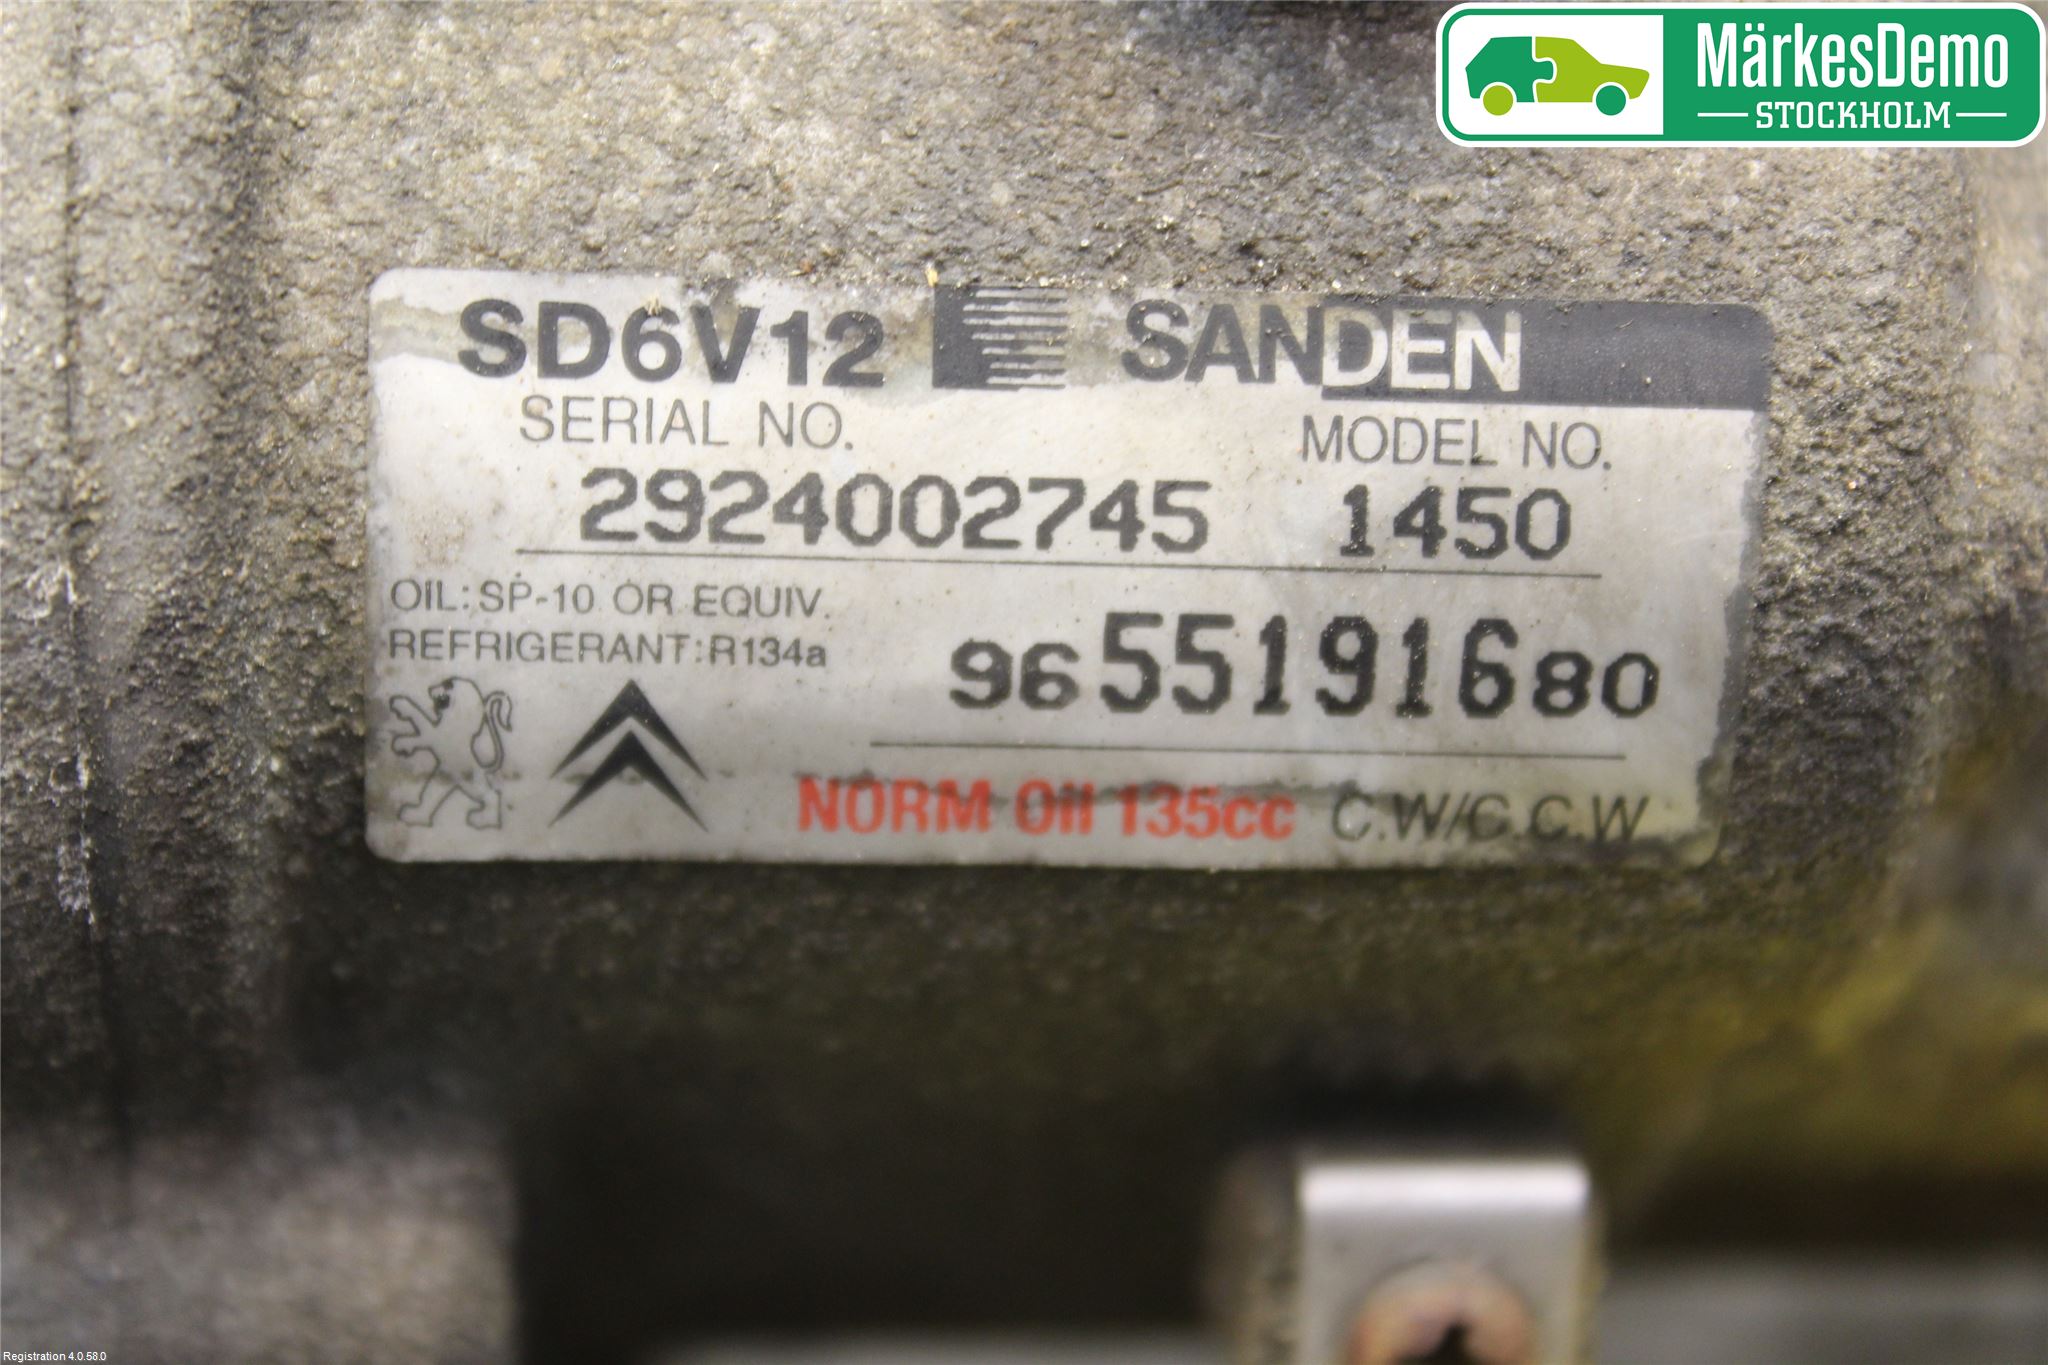 MärkesDemo
STOCKHOLM
SD6V12 SANDEN
SERIAL NO. MODEL NO.
2924002745 1450
OIL:SP-10 OR EQUIV.
REFRIGERANT:R134a
9655191680
NORM Oil 135cc C.W/C.C.W
Registration 4.0.58.0